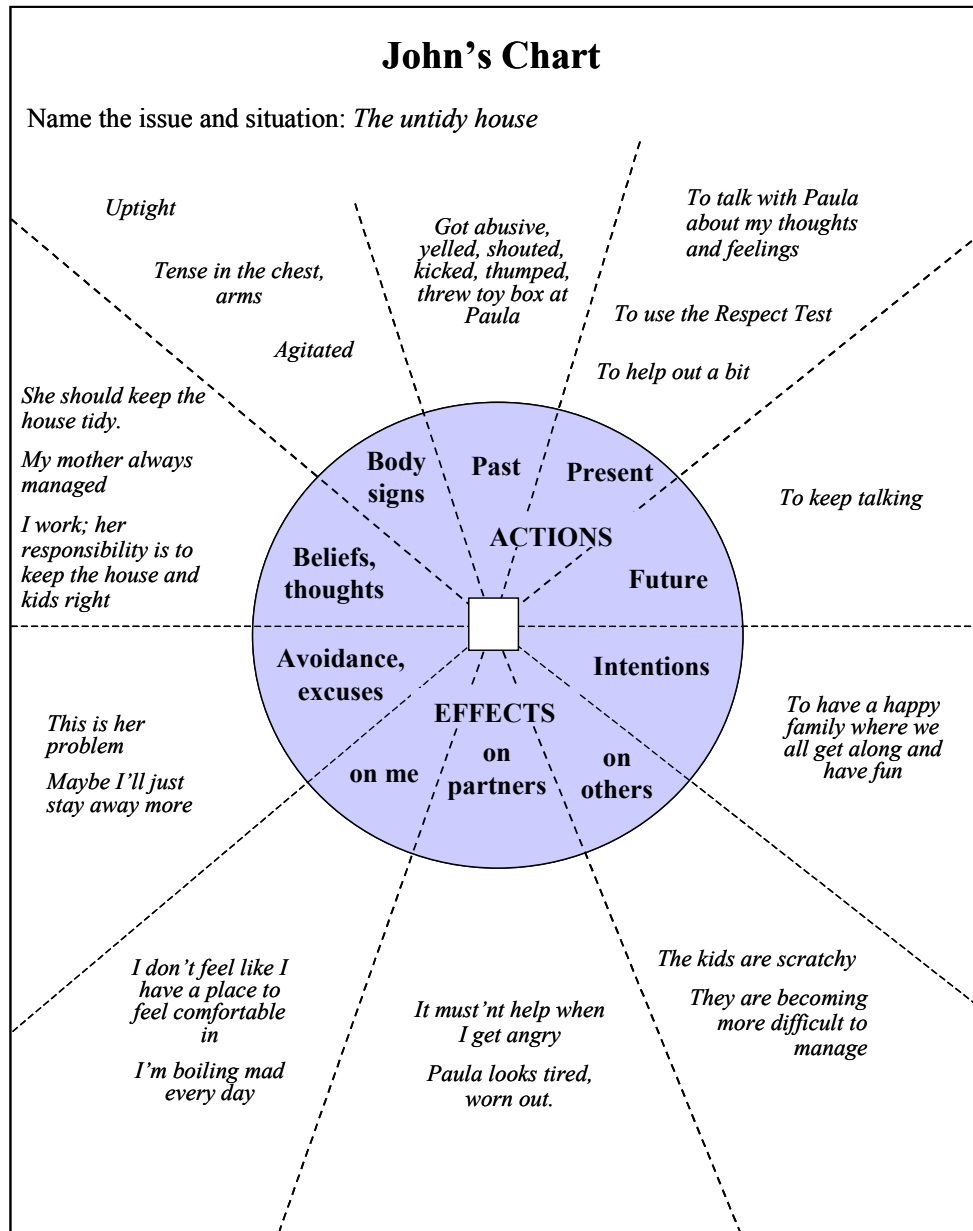 John's Chart
Name the issue and situation: The untidy house
Uptight
Tense in the chest,
arms
Agitated
Got abusive,
yelled, shouted,
kicked, thumped,
threw toy box at
Paula
To talk with Paula
about my thoughts
and feelings
To use the Respect Test
To help out a bit
She should keep the
house tidy.
My mother always
managed
I work; her
responsibility is to
keep the house and
kids right
Body
signs
Past
Present
To keep talking
ACTIONS
Beliefs,
thoughts
Future
Avoidance,
excuses
Intentions
EFFECTS
on me
on
partners
on
others
This is her
problem
Maybe I'll just
stay away more
To have a happy
family where we
all get along and
have fun
I don't feel like I
have a place to
feel comfortable
in
I'm boiling mad
every day
It must'nt help when
I get angry
Paula looks tired,
worn out.
The kids are scratchy
They are becoming
more difficult to
manage